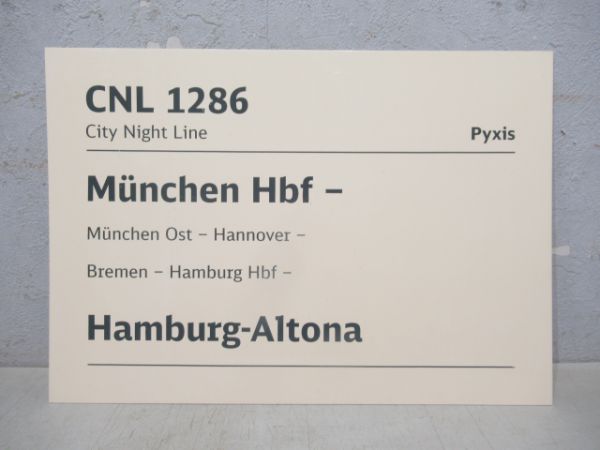 CNL 1286
City Night Line Pyxis
München Hbf –
München Ost – Hannover –
Bremen – Hamburg Hbf –
Hamburg-Altona